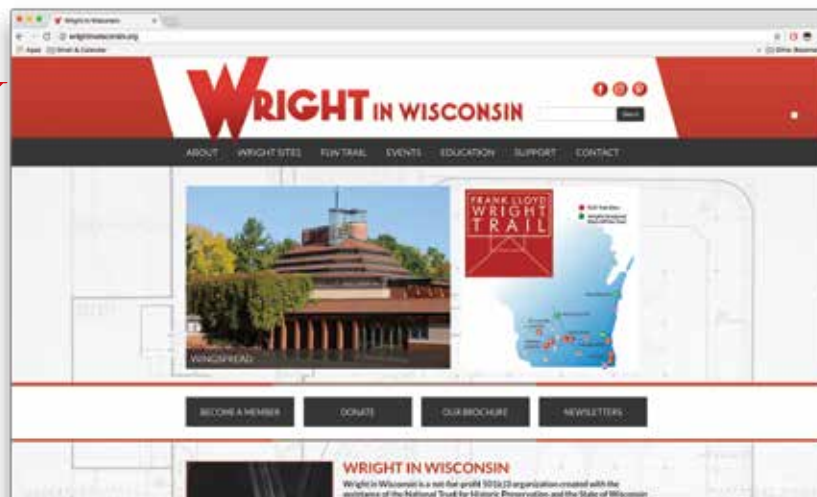 Wright in Wisconsin
wrightinwisconsin.org
Apps Email & Calendar
WRIGHT IN WISCONSIN
Search
ABOUT WRIGHT SITES FLW TRAIL EVENTS EDUCATION SUPPORT CONTACT
FRANK LLOYD
WRIGHT
TRAIL
WINGSPREAD
BECOME A MEMBER DONATE OUR BROCHURE NEWSLETTERS
WRIGHT IN WISCONSIN
Wright in Wisconsin is a not-for-profit 501(c)3 organization created with the
assistance of the National Trust for Historic Preservation and the State of Wisconsin